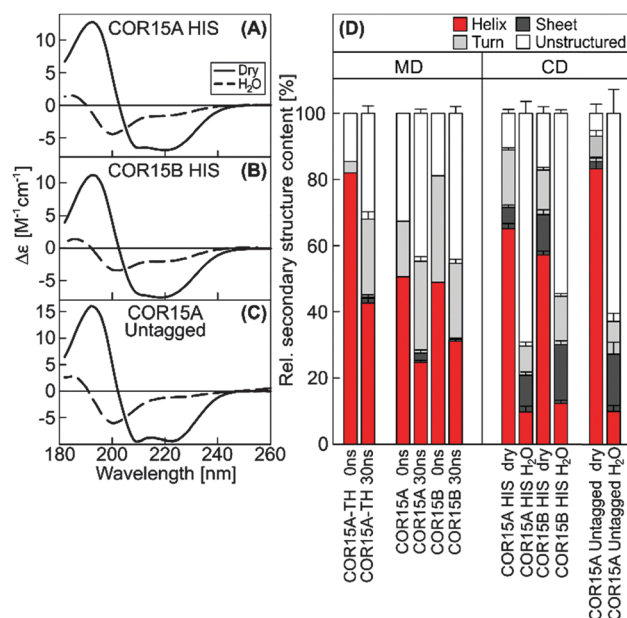 COR15A HIS (A)
Dry
H₂O
10
5
0
-5
COR15B HIS (B)
10
5
0
-5
COR15A
Untagged (C)
15
10
5
0
-5
180 200 220 240 260
Wavelength [nm]
Δε [M⁻¹cm⁻¹]
(D) Helix Sheet
Turn Unstructured
MD CD
Rel. secondary structure content [%]
100
80
60
40
20
0
COR15A-TH 0ns
COR15A-TH 30ns
COR15A 0ns
COR15A 30ns
COR15B 0ns
COR15B 30ns
COR15A HIS dry
COR15A HIS H₂O
COR15B HIS dry
COR15B HIS H₂O
COR15A Untagged dry
COR15A Untagged H₂O